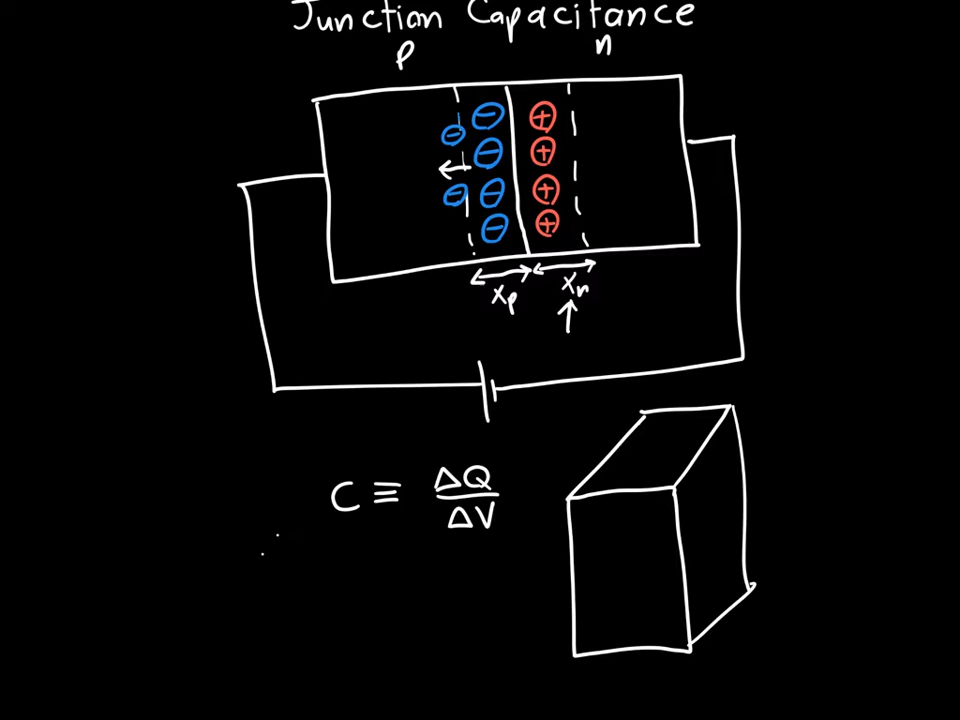 Junction Capacitance
p n
− − + 
− +
− − +
− +
xp xn
C ≡ ΔQ/ΔV